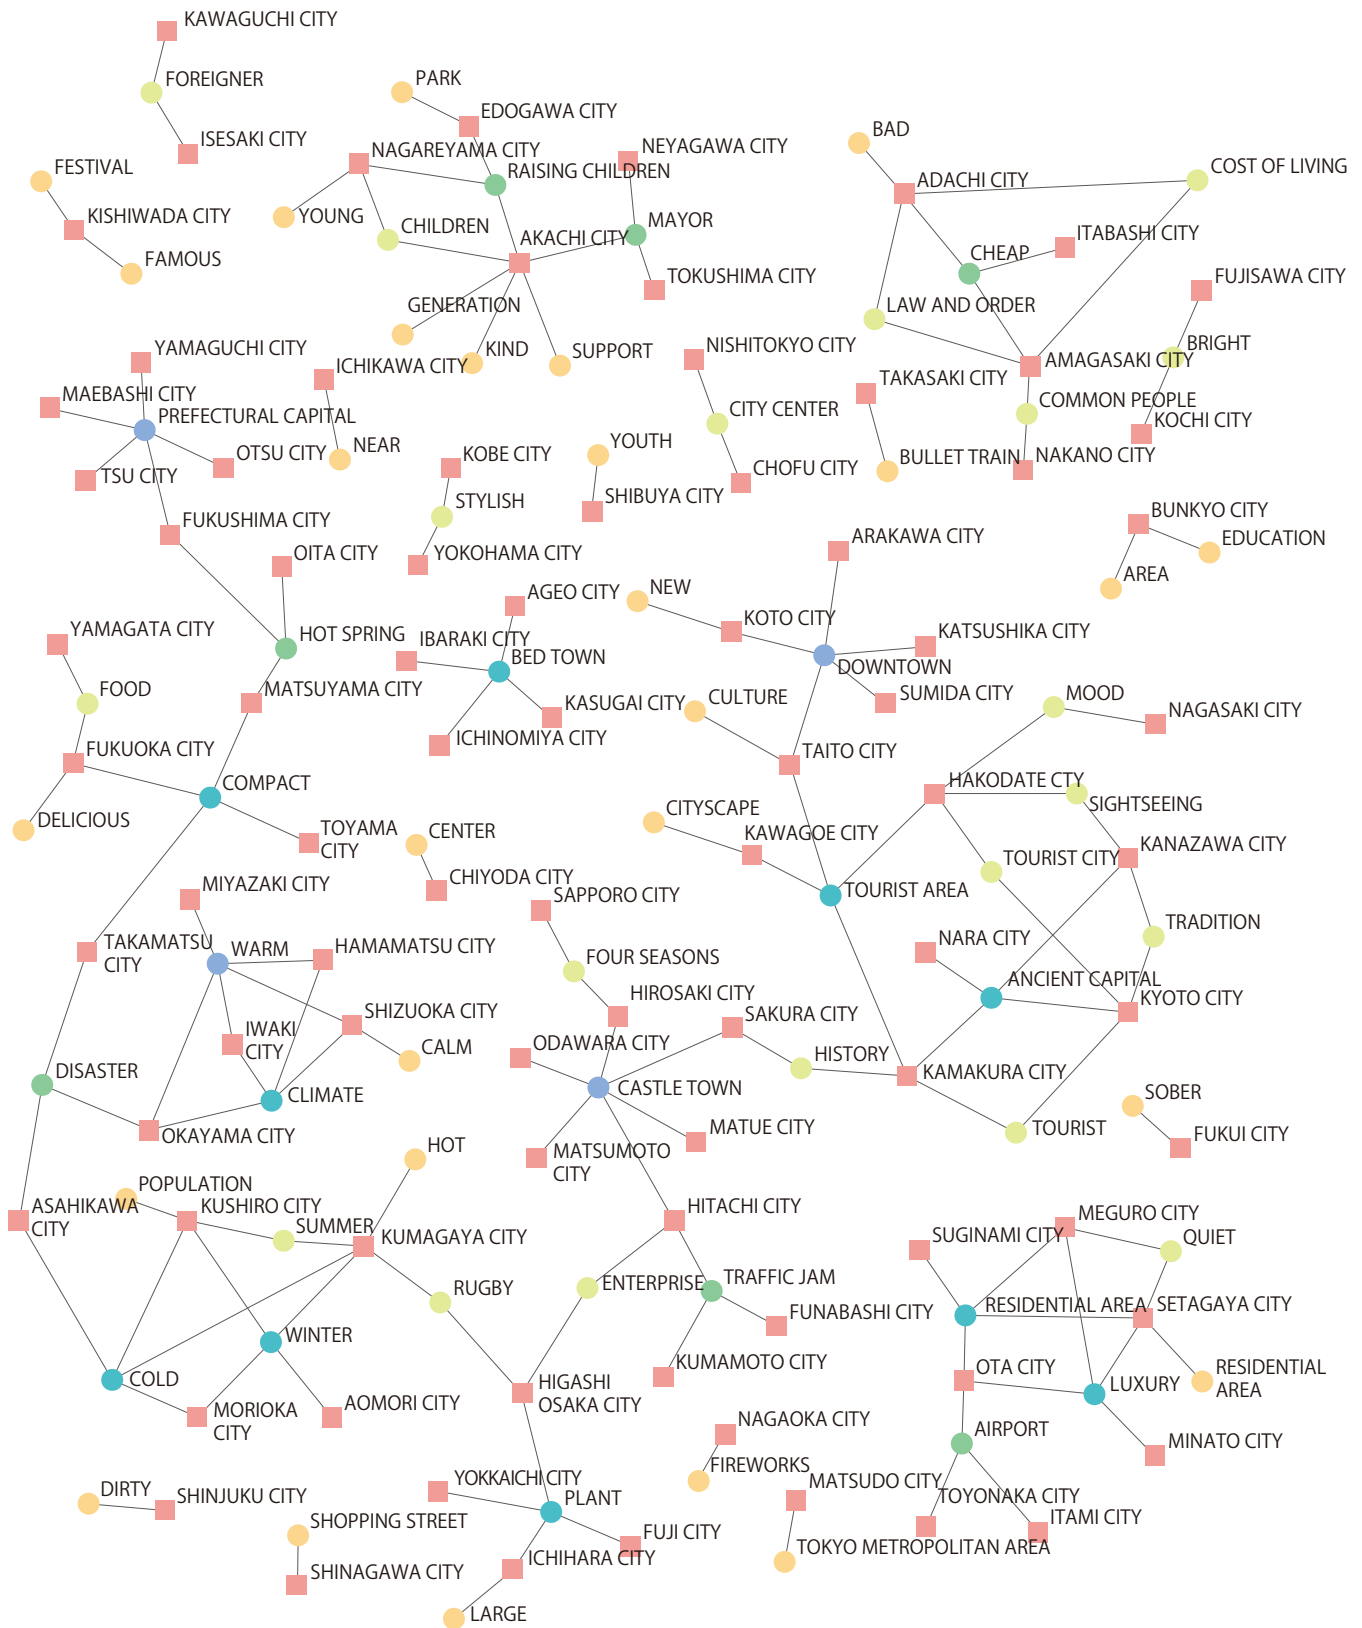 KAWAGUCHI CITY
FOREIGNER
ISESAKI CITY
PARK
EDOGAWA CITY
NAGAREYAMA CITY
RAISING CHILDREN
NEYAGAWA CITY
YOUNG
CHILDREN
AKACHI CITY
MAYOR
TOKUSHIMA CITY
GENERATION
KIND
SUPPORT
FESTIVAL
KISHIWADA CITY
FAMOUS
BAD
ADACHI CITY
COST OF LIVING
CHEAP
ITABASHI CITY
LAW AND ORDER
AMAGASAKI CITY
COMMON PEOPLE
NAKANO CITY
FUJISAWA CITY
BRIGHT
KOCHI CITY
YAMAGUCHI CITY
MAEBASHI CITY
PREFECTURAL CAPITAL
OTSU CITY
TSU CITY
FUKUSHIMA CITY
ICHIKAWA CITY
NEAR
NISHITOKYO CITY
CITY CENTER
CHOFU CITY
TAKASAKI CITY
BULLET TRAIN
KOBE CITY
STYLISH
YOKOHAMA CITY
YOUTH
SHIBUYA CITY
BUNKYO CITY
EDUCATION
AREA
OITA CITY
HOT SPRING
MATSUYAMA CITY
YAMAGATA CITY
FOOD
FUKUOKA CITY
DELICIOUS
COMPACT
TOYAMA
CITY
AGEO CITY
IBARAKI CITY
BED TOWN
KASUGAI CITY
ICHINOMIYA CITY
ARAKAWA CITY
NEW
KOTO CITY
KATSUSHIKA CITY
DOWNTOWN
SUMIDA CITY
CULTURE
TAITO CITY
MOOD
NAGASAKI CITY
HAKODATE CTY
SIGHTSEEING
CITYSCAPE
KAWAGOE CITY
TOURIST CITY
KANAZAWA CITY
TOURIST AREA
TRADITION
NARA CITY
ANCIENT CAPITAL
KYOTO CITY
CENTER
CHIYODA CITY
SAPPORO CITY
FOUR SEASONS
HIROSAKI CITY
SAKURA CITY
ODAWARA CITY
HISTORY
KAMAKURA CITY
CASTLE TOWN
TOURIST
MATUE CITY
MATSUMOTO
CITY
SOBER
FUKUI CITY
MIYAZAKI CITY
TAKAMATSU
CITY
WARM
HAMAMATSU CITY
SHIZUOKA CITY
IWAKI
CITY
CALM
DISASTER
CLIMATE
OKAYAMA CITY
HOT
POPULATION
ASAHIKAWA
CITY
KUSHIRO CITY
SUMMER
KUMAGAYA CITY
RUGBY
WINTER
COLD
MORIOKA
CITY
AOMORI CITY
HITACHI CITY
ENTERPRISE
TRAFFIC JAM
FUNABASHI CITY
KUMAMOTO CITY
HIGASHI
OSAKA CITY
MEGURO CITY
SUGINAMI CITY
QUIET
RESIDENTIAL AREA
SETAGAYA CITY
OTA CITY
LUXURY
RESIDENTIAL
AREA
AIRPORT
MINATO CITY
TOYONAKA CITY
ITAMI CITY
NAGAOKA CITY
FIREWORKS
MATSUDO CITY
TOKYO METROPOLITAN AREA
DIRTY
SHINJUKU CITY
SHOPPING STREET
SHINAGAWA CITY
YOKKAICHI CITY
PLANT
FUJI CITY
ICHIHARA CITY
LARGE